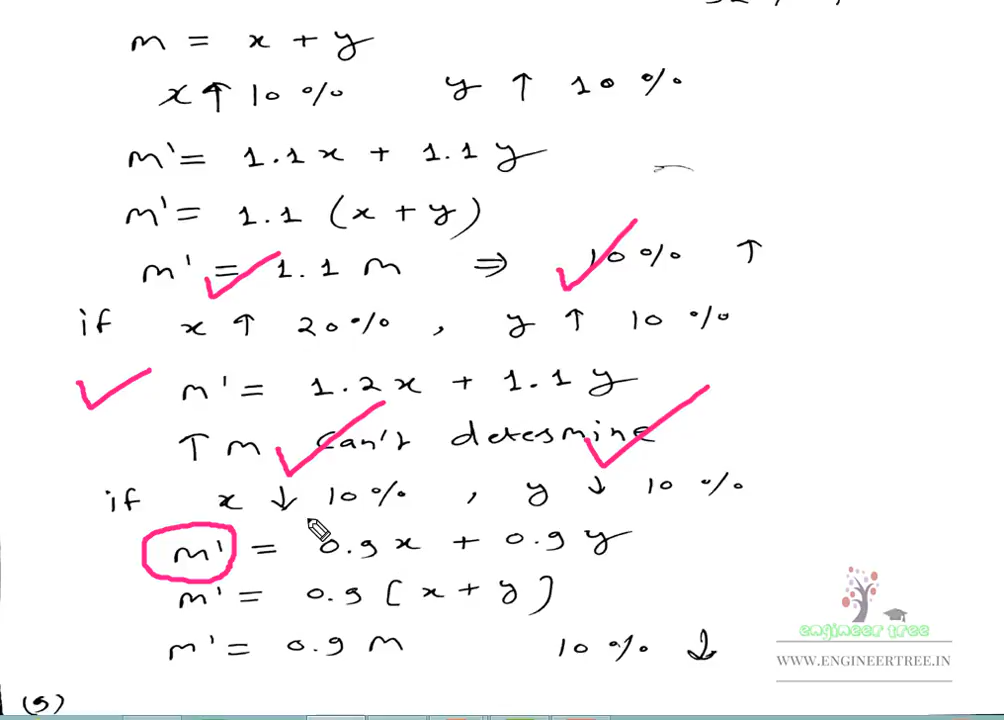 m = x + y
x ↑ 10 % y ↑ 10 %
m' = 1.1 x + 1.1 y
m' = 1.1 (x + y)
m' = 1.1 m ⇒ 10 % ↑
if x ↑ 20 % , y ↑ 10 %
m' = 1.2 x + 1.1 y
↑ m can't determine
if x ↓ 10 % , y ↓ 10 %
m' = 0.9 x + 0.9 y
m' = 0.9 [ x + y )
m' = 0.9 m 10 % ↓
engineer tree
WWW.ENGINEERTREE.IN
(5)